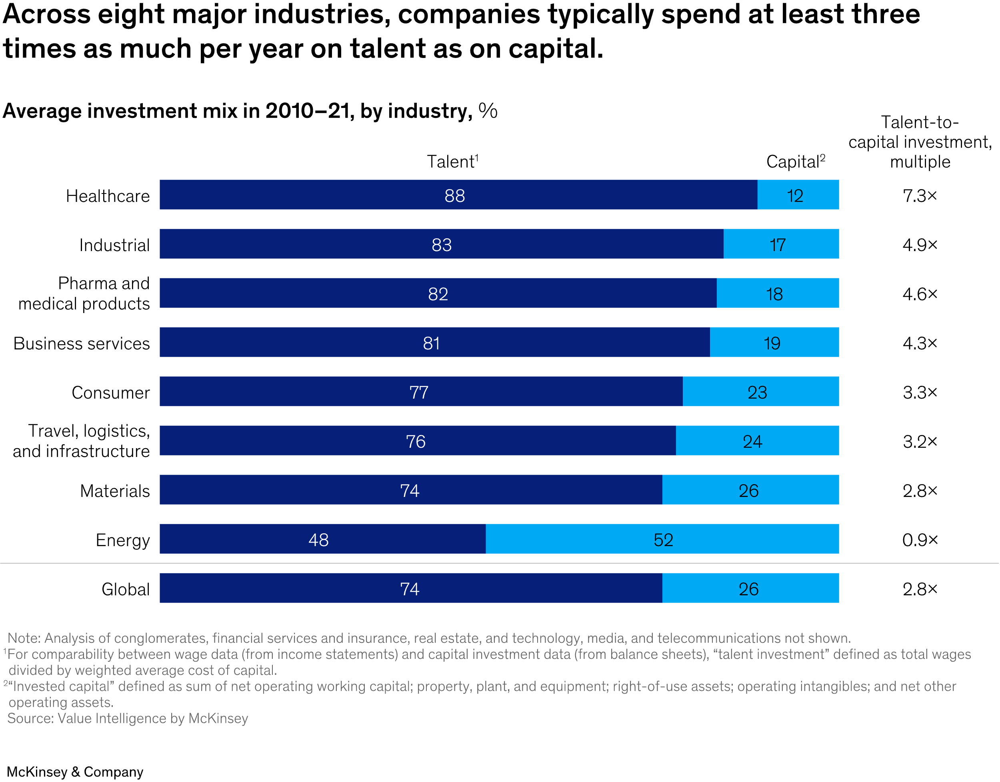 Across eight major industries, companies typically spend at least three
times as much per year on talent as on capital.
Average investment mix in 2010–21, by industry, %
Talent-to-
capital investment,
multiple
Talent¹
Capital²
Healthcare 88 12 7.3×
Industrial 83 17 4.9×
Pharma and
medical products 82 18 4.6×
Business services 81 19 4.3×
Consumer 77 23 3.3×
Travel, logistics,
and infrastructure 76 24 3.2×
Materials 74 26 2.8×
Energy 48 52 0.9×
Global 74 26 2.8×
Note: Analysis of conglomerates, financial services and insurance, real estate, and technology, media, and telecommunications not shown.
¹For comparability between wage data (from income statements) and capital investment data (from balance sheets), “talent investment” defined as total wages
divided by weighted average cost of capital.
²“Invested capital” defined as sum of net operating working capital; property, plant, and equipment; right-of-use assets; operating intangibles; and net other
operating assets.
Source: Value Intelligence by McKinsey
McKinsey & Company